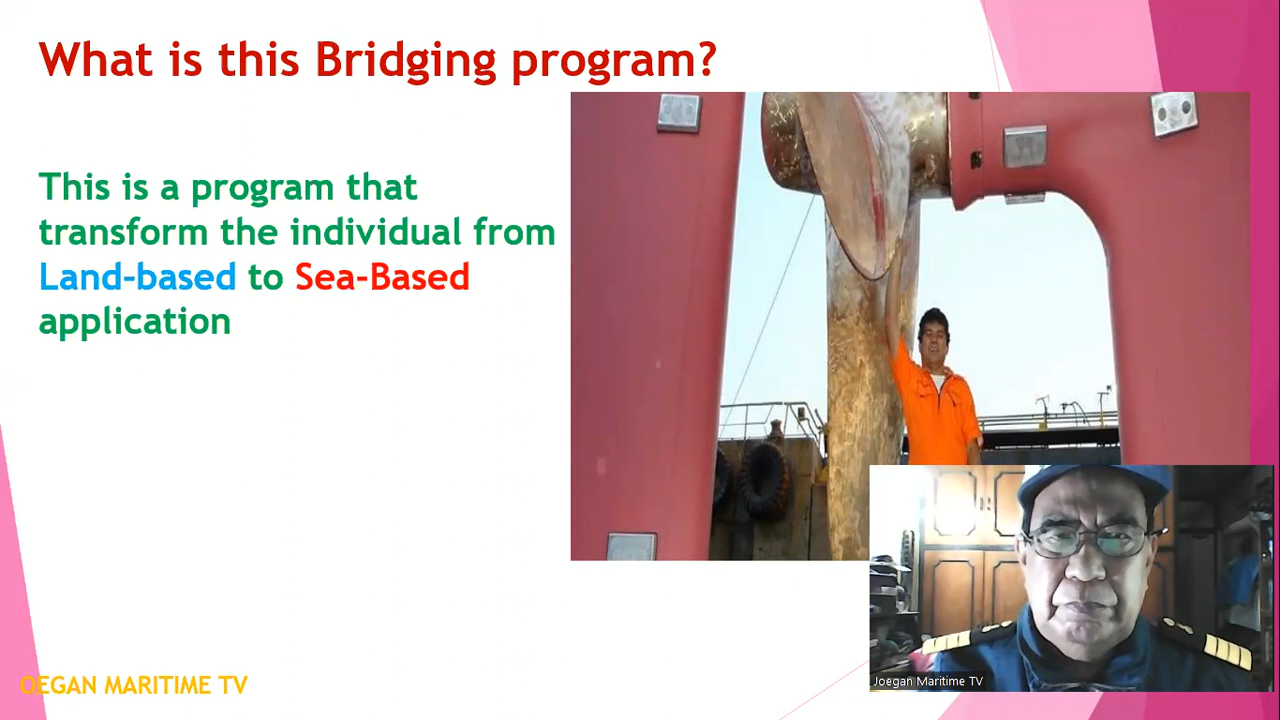 What is this Bridging program?
This is a program that
transform the individual from
Land-based to Sea-Based
application
OEGAN MARITIME TV
Joegan Maritime TV